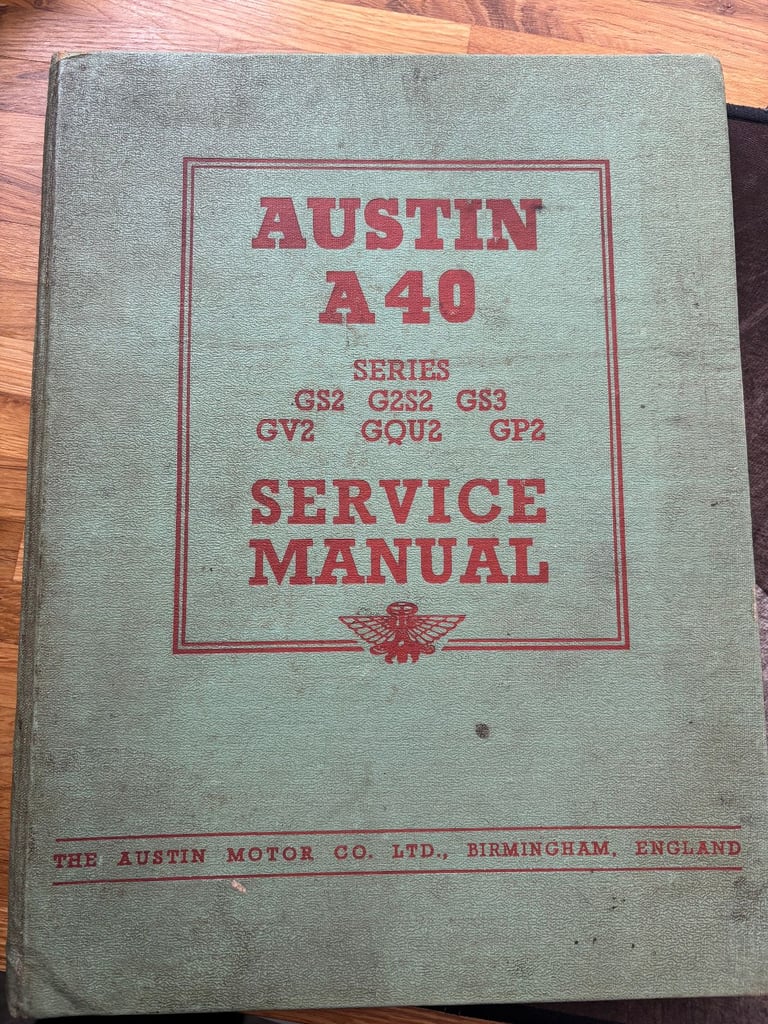 AUSTIN
A40
SERIES
GS2 G2S2 GS3
GV2 GQU2 GP2
SERVICE
MANUAL
THE AUSTIN MOTOR CO. LTD., BIRMINGHAM, ENGLAND